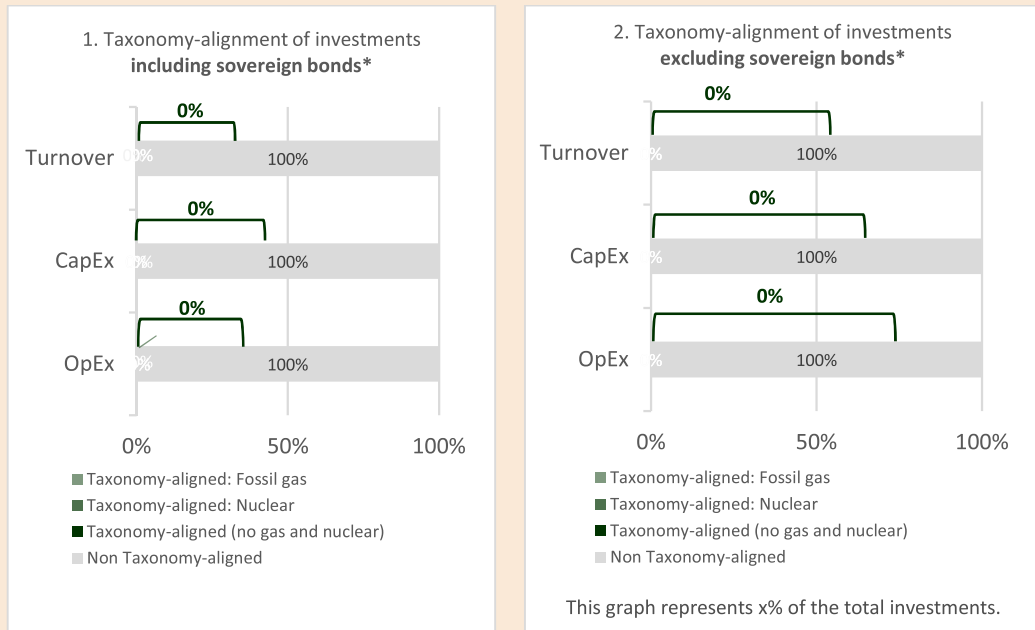 1. Taxonomy-alignment of investments
including sovereign bonds*
0%
Turnover
100%
0%
CapEx
100%
0%
OpEx
100%
0% 50% 100%
Taxonomy-aligned: Fossil gas
Taxonomy-aligned: Nuclear
Taxonomy-aligned (no gas and nuclear)
Non Taxonomy-aligned
2. Taxonomy-alignment of investments
excluding sovereign bonds*
0%
Turnover
% 100%
0%
CapEx
% 100%
0%
OpEx
% 100%
0% 50% 100%
Taxonomy-aligned: Fossil gas
Taxonomy-aligned: Nuclear
Taxonomy-aligned (no gas and nuclear)
Non Taxonomy-aligned
This graph represents x% of the total investments.